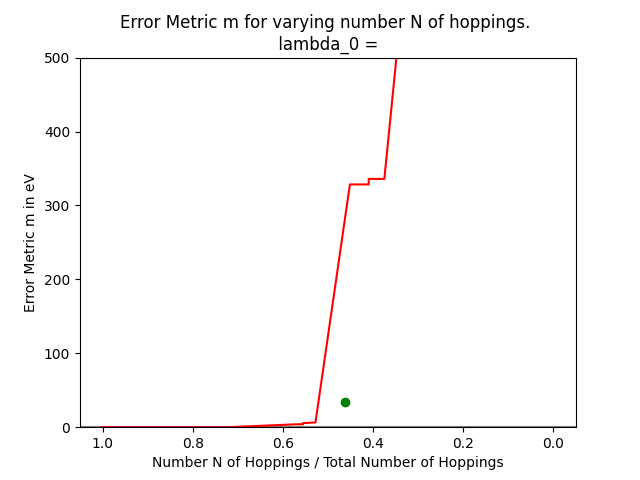 Error Metric m for varying number N of hoppings.
lambda_0 =
500
400
300
200
100
0
Error Metric m in eV
1.0 0.8 0.6 0.4 0.2 0.0
Number N of Hoppings / Total Number of Hoppings